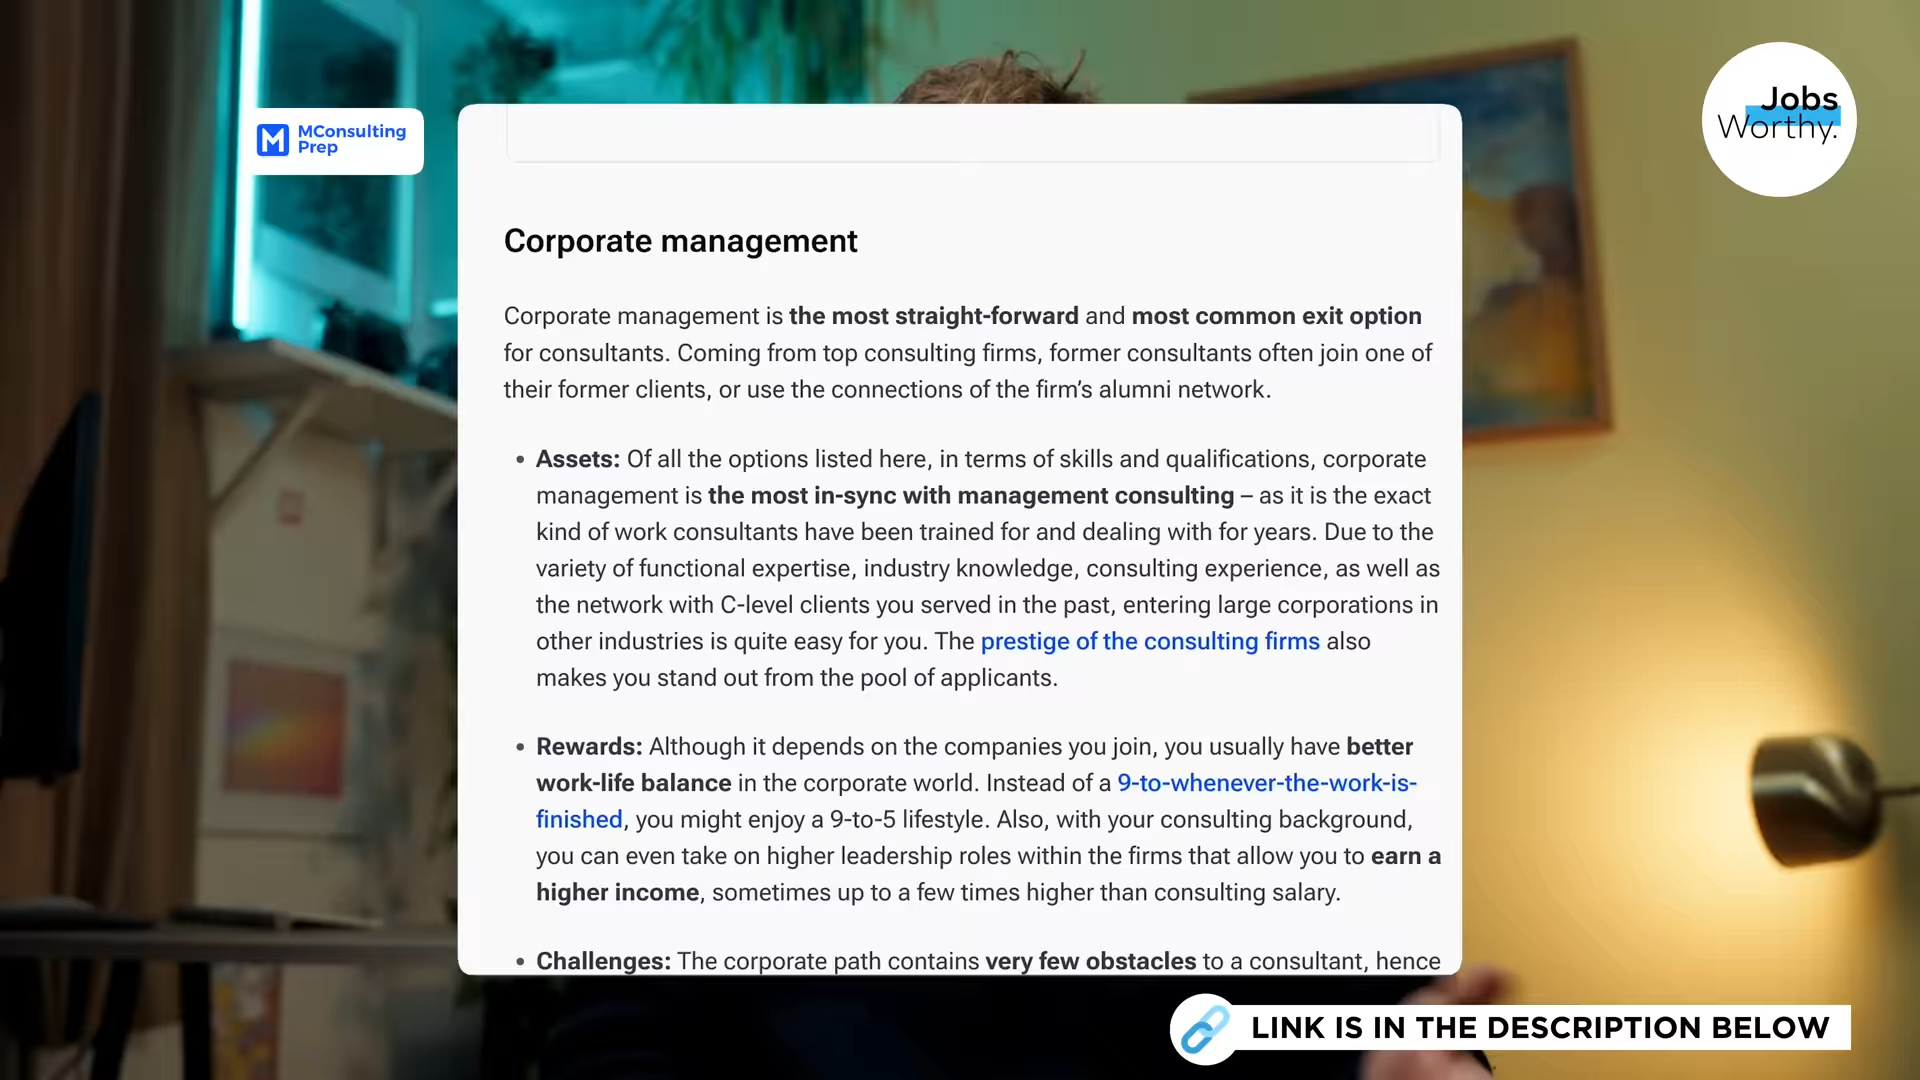 MConsulting
Prep
Jobs
Worthy.
Corporate management
Corporate management is the most straight-forward and most common exit option
for consultants. Coming from top consulting firms, former consultants often join one of
their former clients, or use the connections of the firm’s alumni network.
• Assets: Of all the options listed here, in terms of skills and qualifications, corporate
management is the most in-sync with management consulting – as it is the exact
kind of work consultants have been trained for and dealing with for years. Due to the
variety of functional expertise, industry knowledge, consulting experience, as well as
the network with C-level clients you served in the past, entering large corporations in
other industries is quite easy for you. The prestige of the consulting firms also
makes you stand out from the pool of applicants.
• Rewards: Although it depends on the companies you join, you usually have better
work-life balance in the corporate world. Instead of a 9-to-whenever-the-work-is-
finished, you might enjoy a 9-to-5 lifestyle. Also, with your consulting background,
you can even take on higher leadership roles within the firms that allow you to earn a
higher income, sometimes up to a few times higher than consulting salary.
• Challenges: The corporate path contains very few obstacles to a consultant, hence
LINK IS IN THE DESCRIPTION BELOW